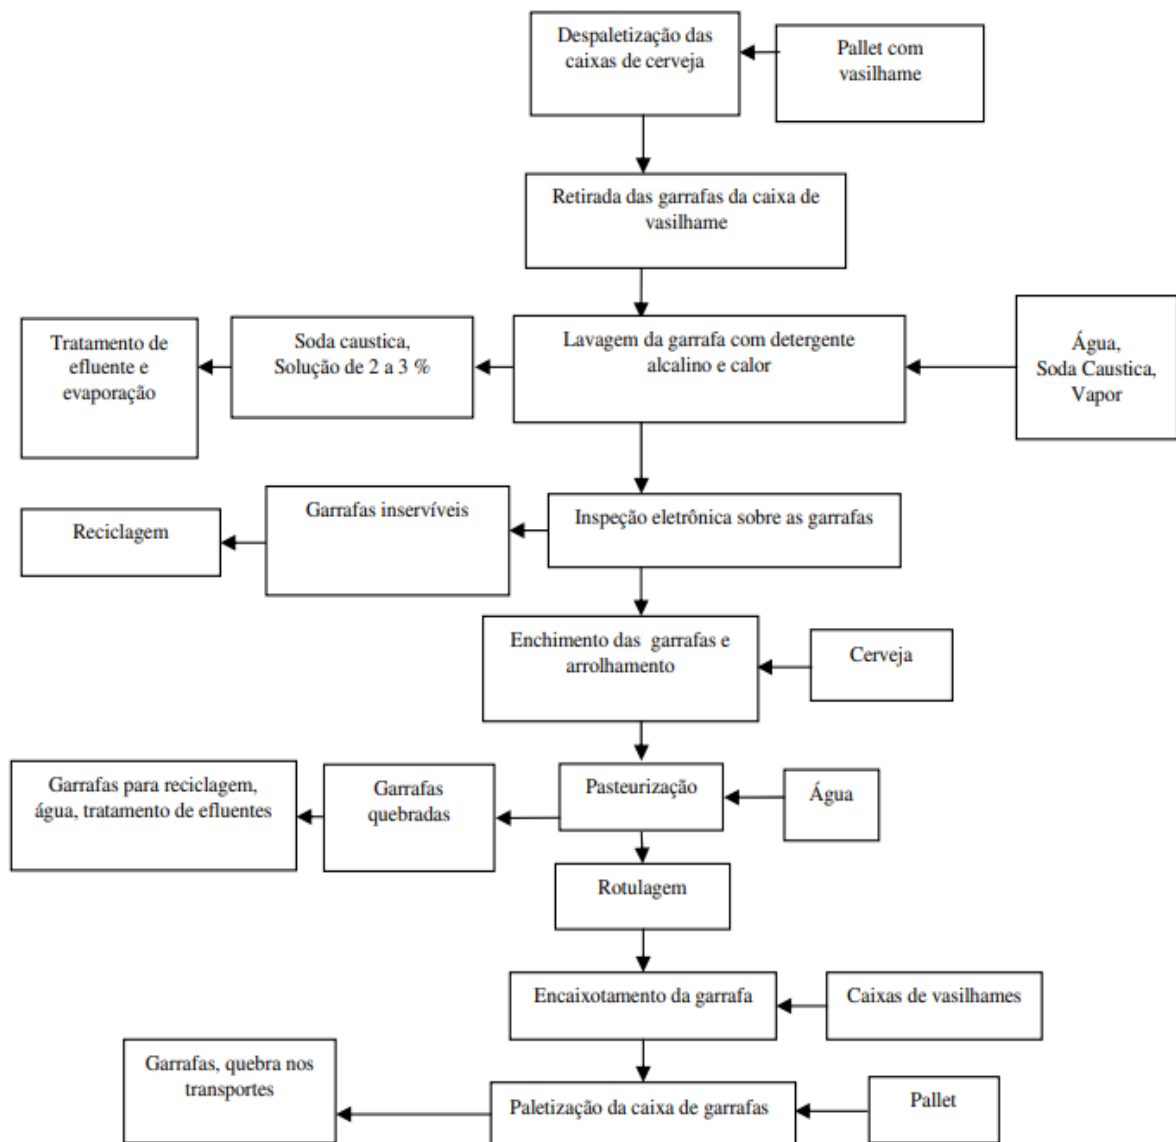 Despaletização das
caixas de cerveja
Pallet com
vasilhame
Retirada das garrafas da caixa de
vasilhame
Tratamento de
efluente e
evaporação
Soda caustica,
Solução de 2 a 3 %
Lavagem da garrafa com detergente
alcalino e calor
Água,
Soda Caustica,
Vapor
Reciclagem
Garrafas inservíveis
Inspeção eletrônica sobre as garrafas
Enchimento das garrafas e
arrolhamento
Cerveja
Garrafas para reciclagem,
água, tratamento de efluentes
Garrafas
quebradas
Pasteurização
Água
Rotulagem
Encaixotamento da garrafa
Caixas de vasilhames
Garrafas, quebra nos
transportes
Paletização da caixa de garrafas
Pallet